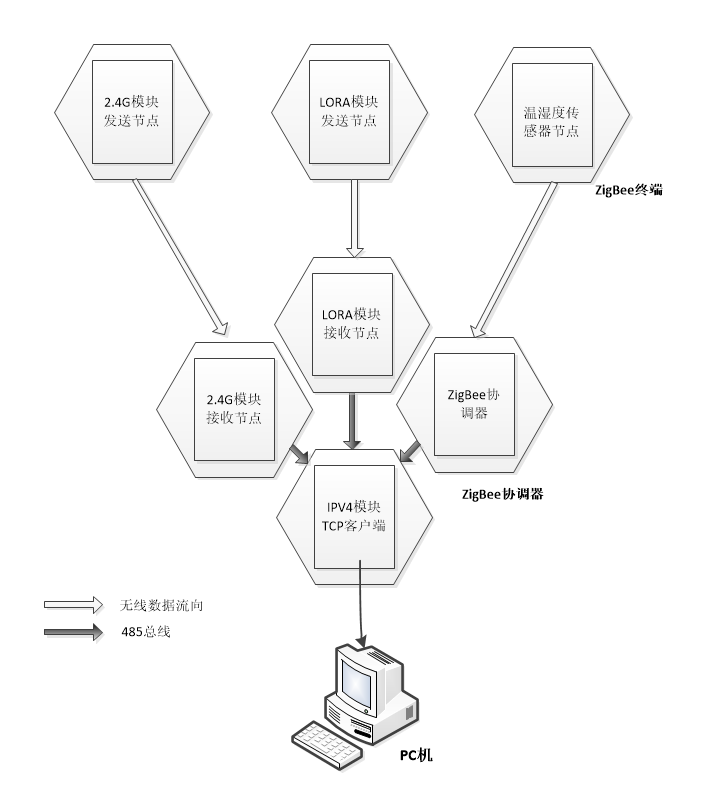 2.4G模块
发送节点
LORA模块
发送节点
温湿度传
感器节点
ZigBee终端
LORA模块
接收节点
2.4G模块
接收节点
ZigBee协
调器
ZigBee协调器
IPV4模块
TCP客户端
无线数据流向
485总线
PC机